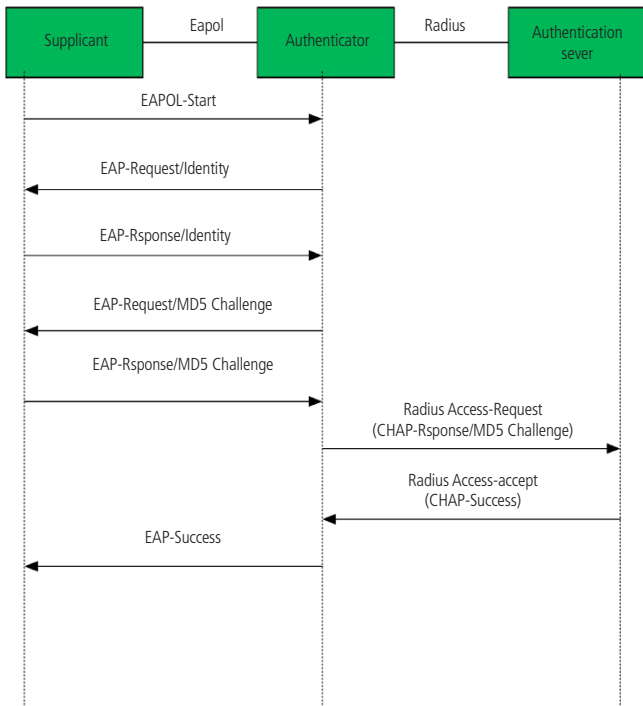 Supplicant
Eapol
Authenticator
Radius
Authentication
sever
EAPOL-Start
EAP-Request/Identity
EAP-Rsponse/Identity
EAP-Request/MD5 Challenge
EAP-Rsponse/MD5 Challenge
Radius Access-Request
(CHAP-Rsponse/MD5 Challenge)
Radius Access-accept
(CHAP-Success)
EAP-Success